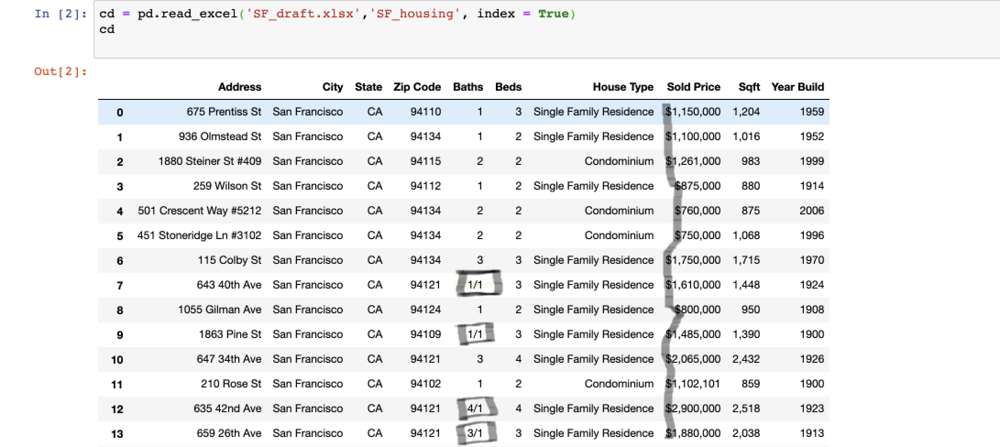 In [2]: cd = pd.read_excel('SF_draft.xlsx','SF_housing', index = True)
cd
Out[2]:
Address City State Zip Code Baths Beds House Type Sold Price Sqft Year Build
0 675 Prentiss St San Francisco CA 94110 1 3 Single Family Residence $1,150,000 1,204 1959
1 936 Olmstead St San Francisco CA 94134 1 2 Single Family Residence $1,100,000 1,016 1952
2 1880 Steiner St #409 San Francisco CA 94115 2 2 Condominium $1,261,000 983 1999
3 259 Wilson St San Francisco CA 94112 1 2 Single Family Residence $875,000 880 1914
4 501 Crescent Way #5212 San Francisco CA 94134 2 2 Condominium $760,000 875 2006
5 451 Stoneridge Ln #3102 San Francisco CA 94134 2 2 Condominium $750,000 1,068 1996
6 115 Colby St San Francisco CA 94134 3 3 Single Family Residence $1,750,000 1,715 1970
7 643 40th Ave San Francisco CA 94121 1/1 3 Single Family Residence $1,610,000 1,448 1924
8 1055 Gilman Ave San Francisco CA 94124 1 2 Single Family Residence $800,000 950 1908
9 1863 Pine St San Francisco CA 94109 1/1 3 Single Family Residence $1,485,000 1,390 1900
10 647 34th Ave San Francisco CA 94121 3 4 Single Family Residence $2,065,000 2,432 1926
11 210 Rose St San Francisco CA 94102 1 2 Condominium $1,102,101 859 1900
12 635 42nd Ave San Francisco CA 94121 4/1 4 Single Family Residence $2,900,000 2,518 1923
13 659 26th Ave San Francisco CA 94121 3/1 3 Single Family Residence $1,880,000 2,038 1913